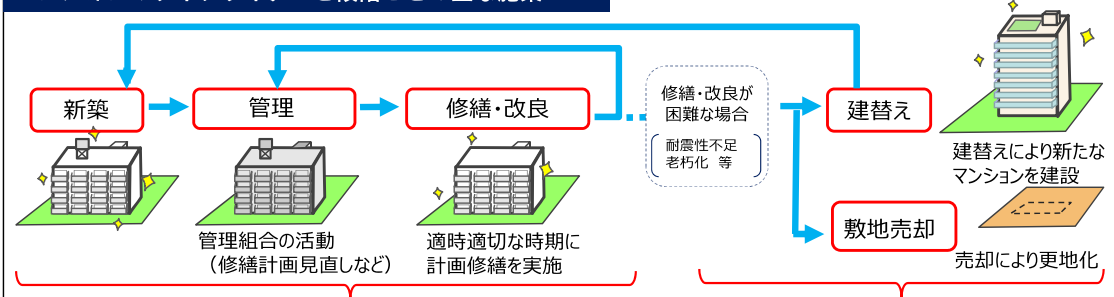 新築
管理
修繕・改良
修繕・改良が
困難な場合
耐震性不足
老朽化 等
建替え
敷地売却
管理組合の活動
（修繕計画見直しなど）
適時適切な時期に
計画修繕を実施
建替えにより新たな
マンションを建設
売却により更地化